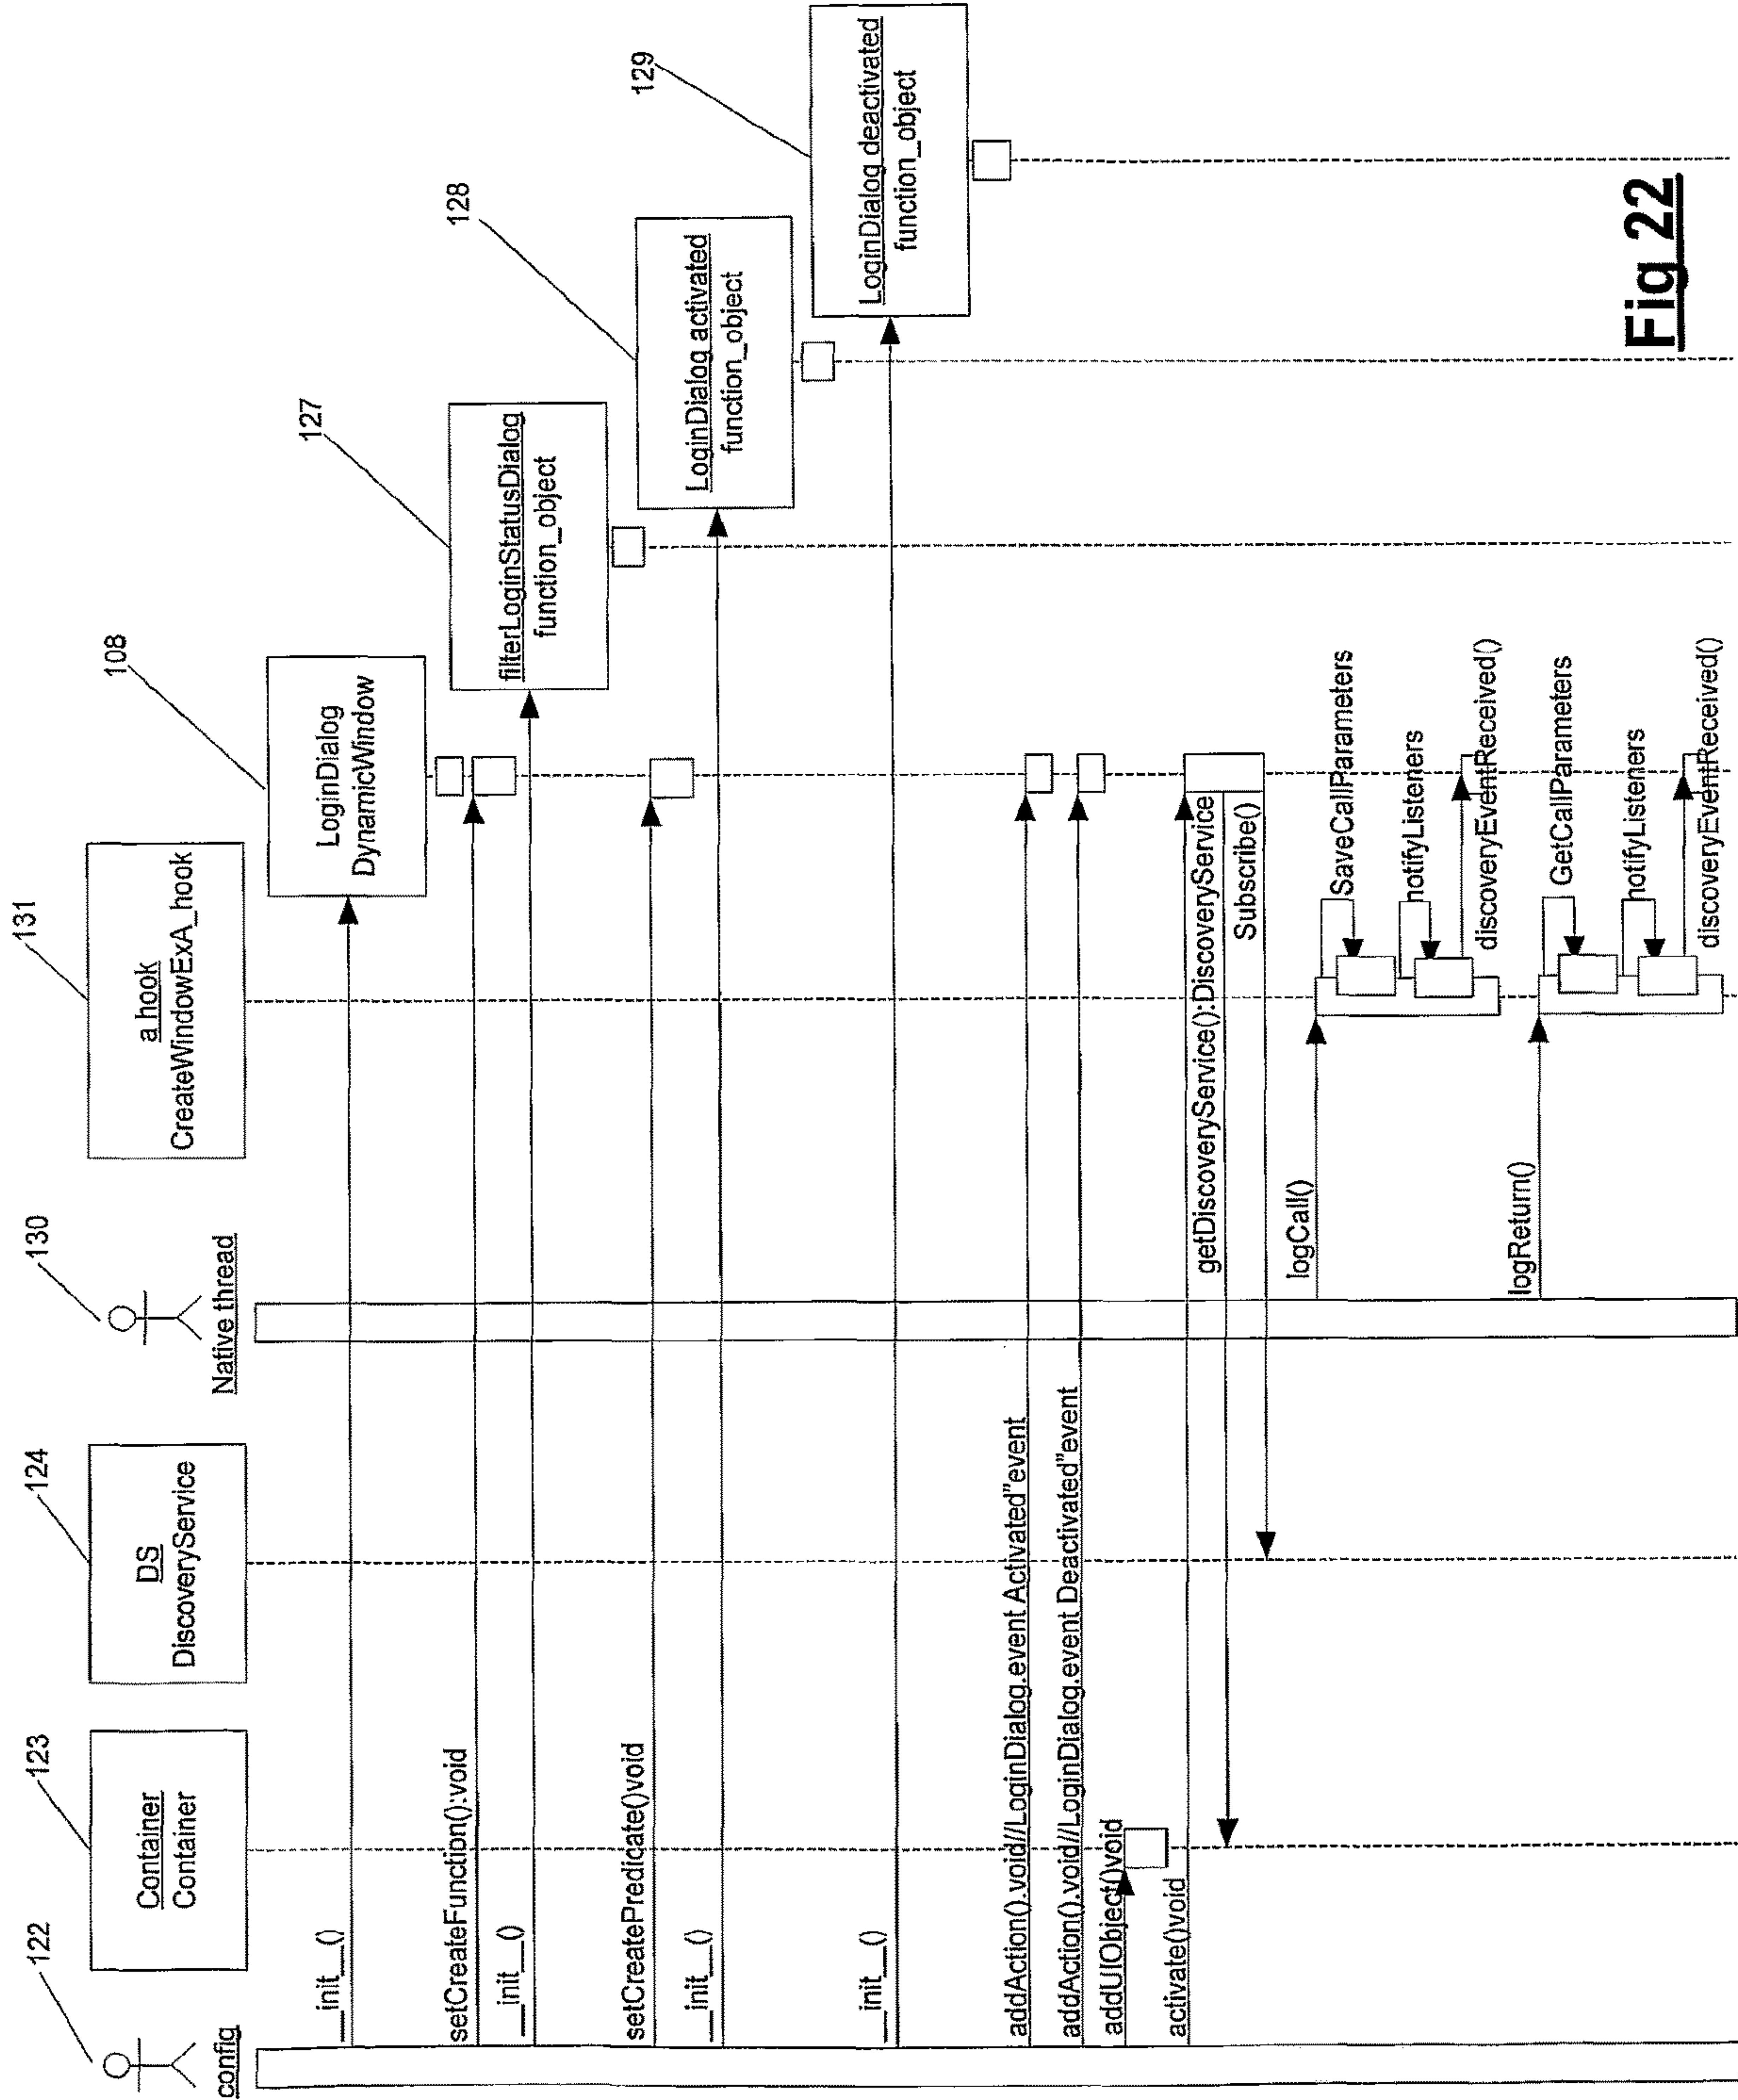 122
config
123
Container
Container
124
DS
DiscoveryService
130
Native thread
131
a hook
CreateWindowExA_hook
108
LoginDialog
DynamicWindow
127
filterLoginStatusDialog
function_object
128
LoginDialog activated
function_object
129
LoginDialog deactivated
function_object
__init__()
setCreateFunction():void
__init__()
setCreatePredicate()void
__init__()
__init__()
addAction().void//LoginDialog.event Activated"event
addAction().void//LoginDialog.event Deactivated"event
addUIObject()void
activate()void
getDiscoveryService():DiscoveryService
Subscribe()
logCall()
SaveCallParameters
notifyListeners
discoveryEventReceived()
logReturn()
GetCallParameters
notifyListeners
discoveryEventReceived()
Fig 22